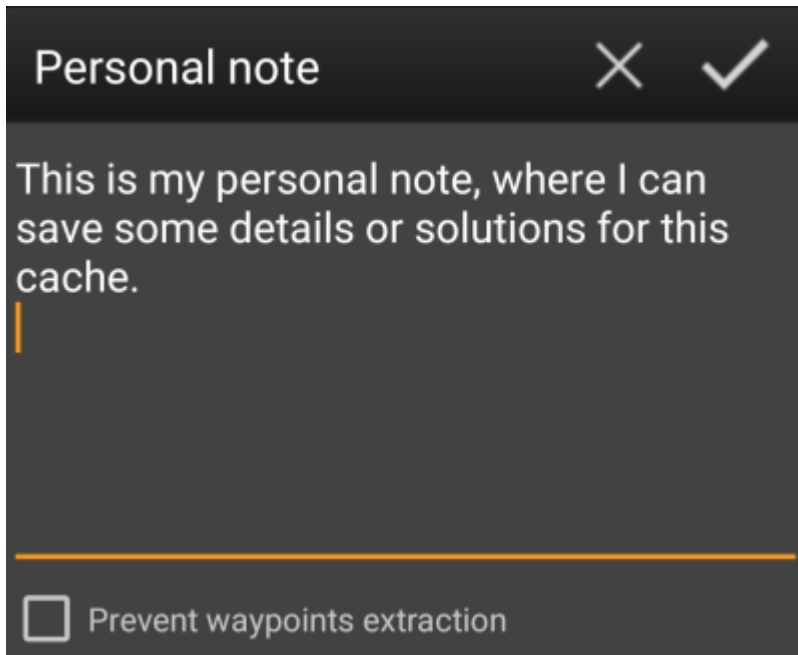 Personal note
This is my personal note, where I can
save some details or solutions for this
cache.
Prevent waypoints extraction